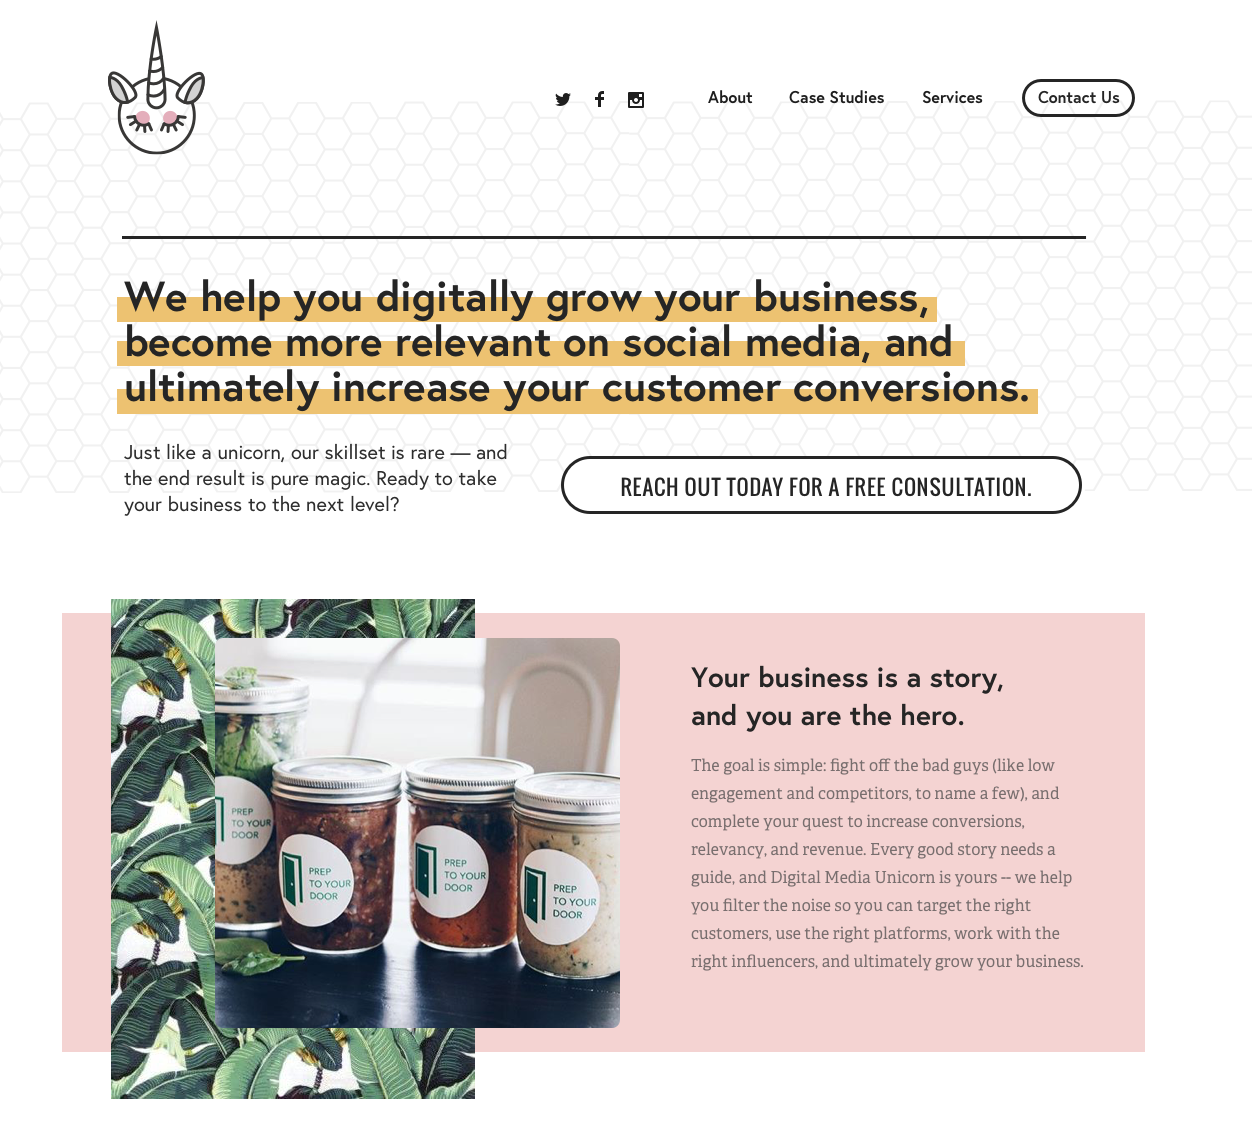 About Case Studies Services Contact Us
We help you digitally grow your business,
become more relevant on social media, and
ultimately increase your customer conversions.
Just like a unicorn, our skillset is rare — and
the end result is pure magic. Ready to take
your business to the next level?
REACH OUT TODAY FOR A FREE CONSULTATION.
Your business is a story,
and you are the hero.
The goal is simple: fight off the bad guys (like low
engagement and competitors, to name a few), and
complete your quest to increase conversions,
relevancy, and revenue. Every good story needs a
guide, and Digital Media Unicorn is yours -- we help
you filter the noise so you can target the right
customers, use the right platforms, work with the
right influencers, and ultimately grow your business.
PREP
TO YOUR
DOOR
PREP
TO YOUR
DOOR
PREP
TO YOUR
DOOR
PREP
TO YOUR
DOOR